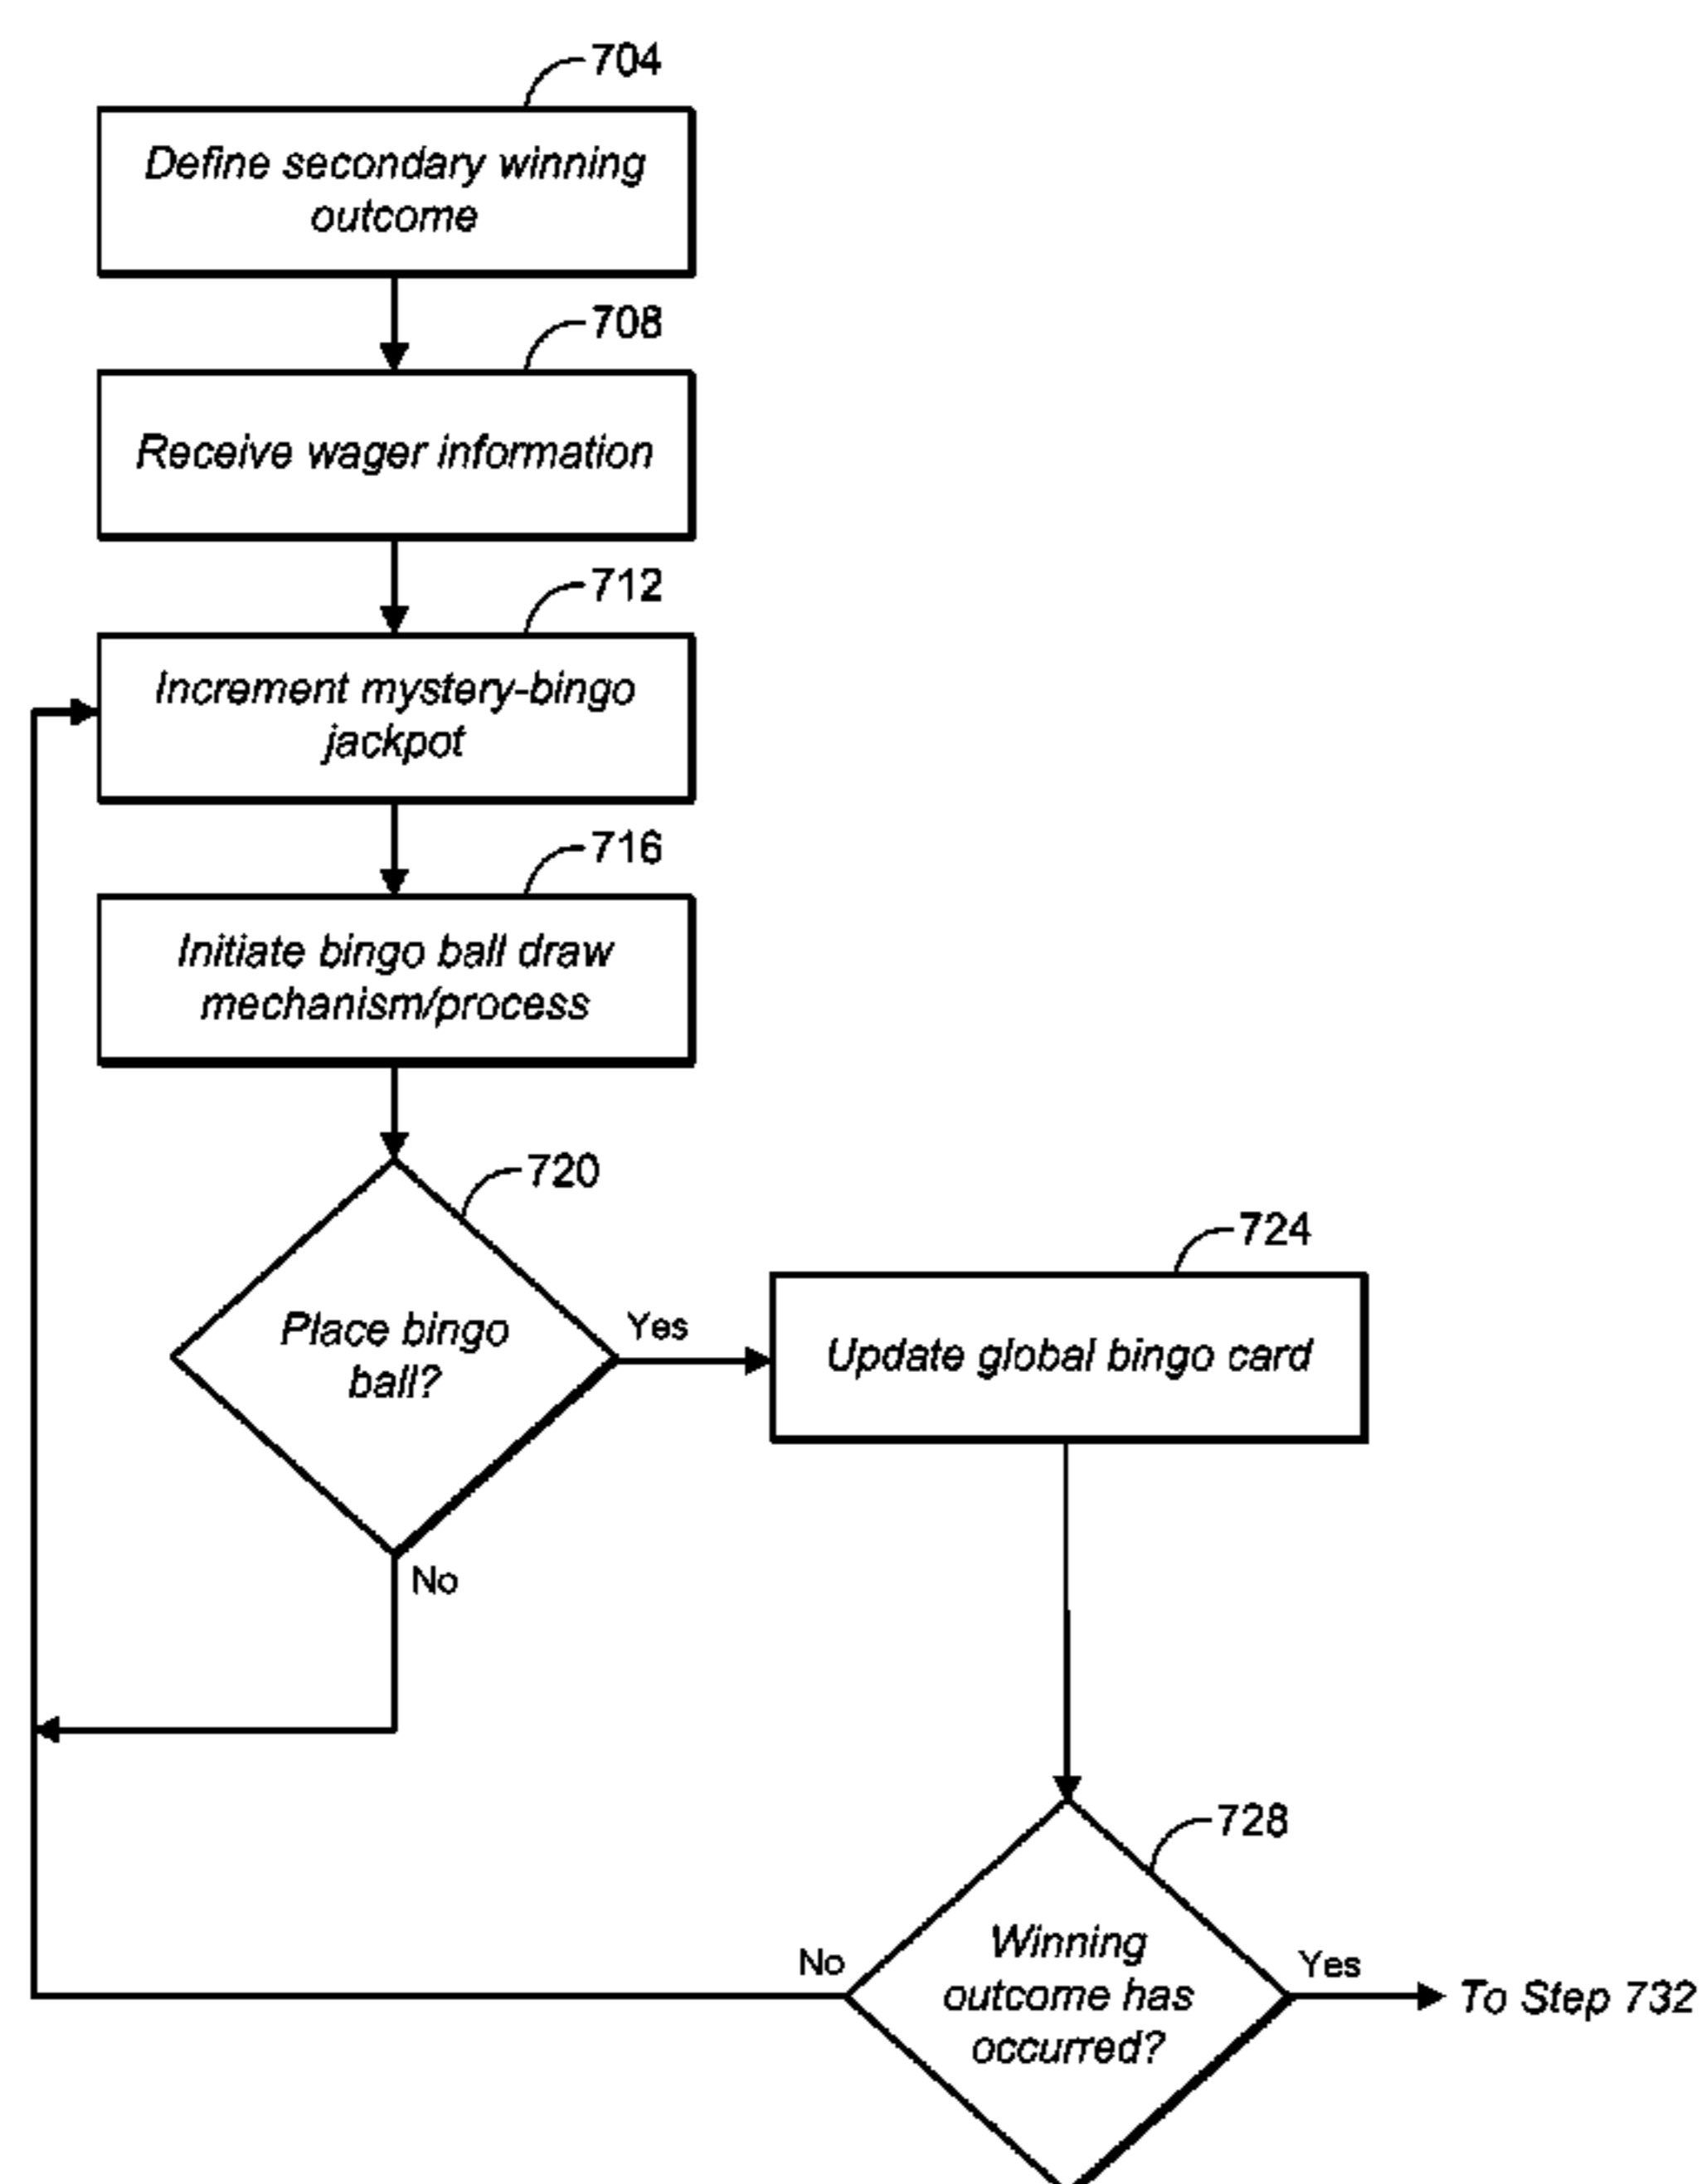 704
Define secondary winning
outcome
708
Receive wager information
712
Increment mystery-bingo
jackpot
716
Initiate bingo ball draw
mechanism/process
720
Place bingo
ball?
Yes
No
724
Update global bingo card
728
Winning
outcome has
occurred?
No
Yes
To Step 732